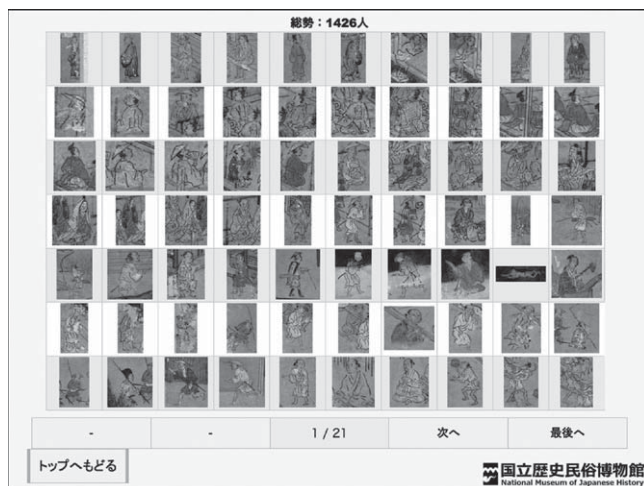 総勢：1426人
-
-
1 / 21
次へ
最後へ
トップへもどる
国立歴史民俗博物館
National Museum of Japanese History